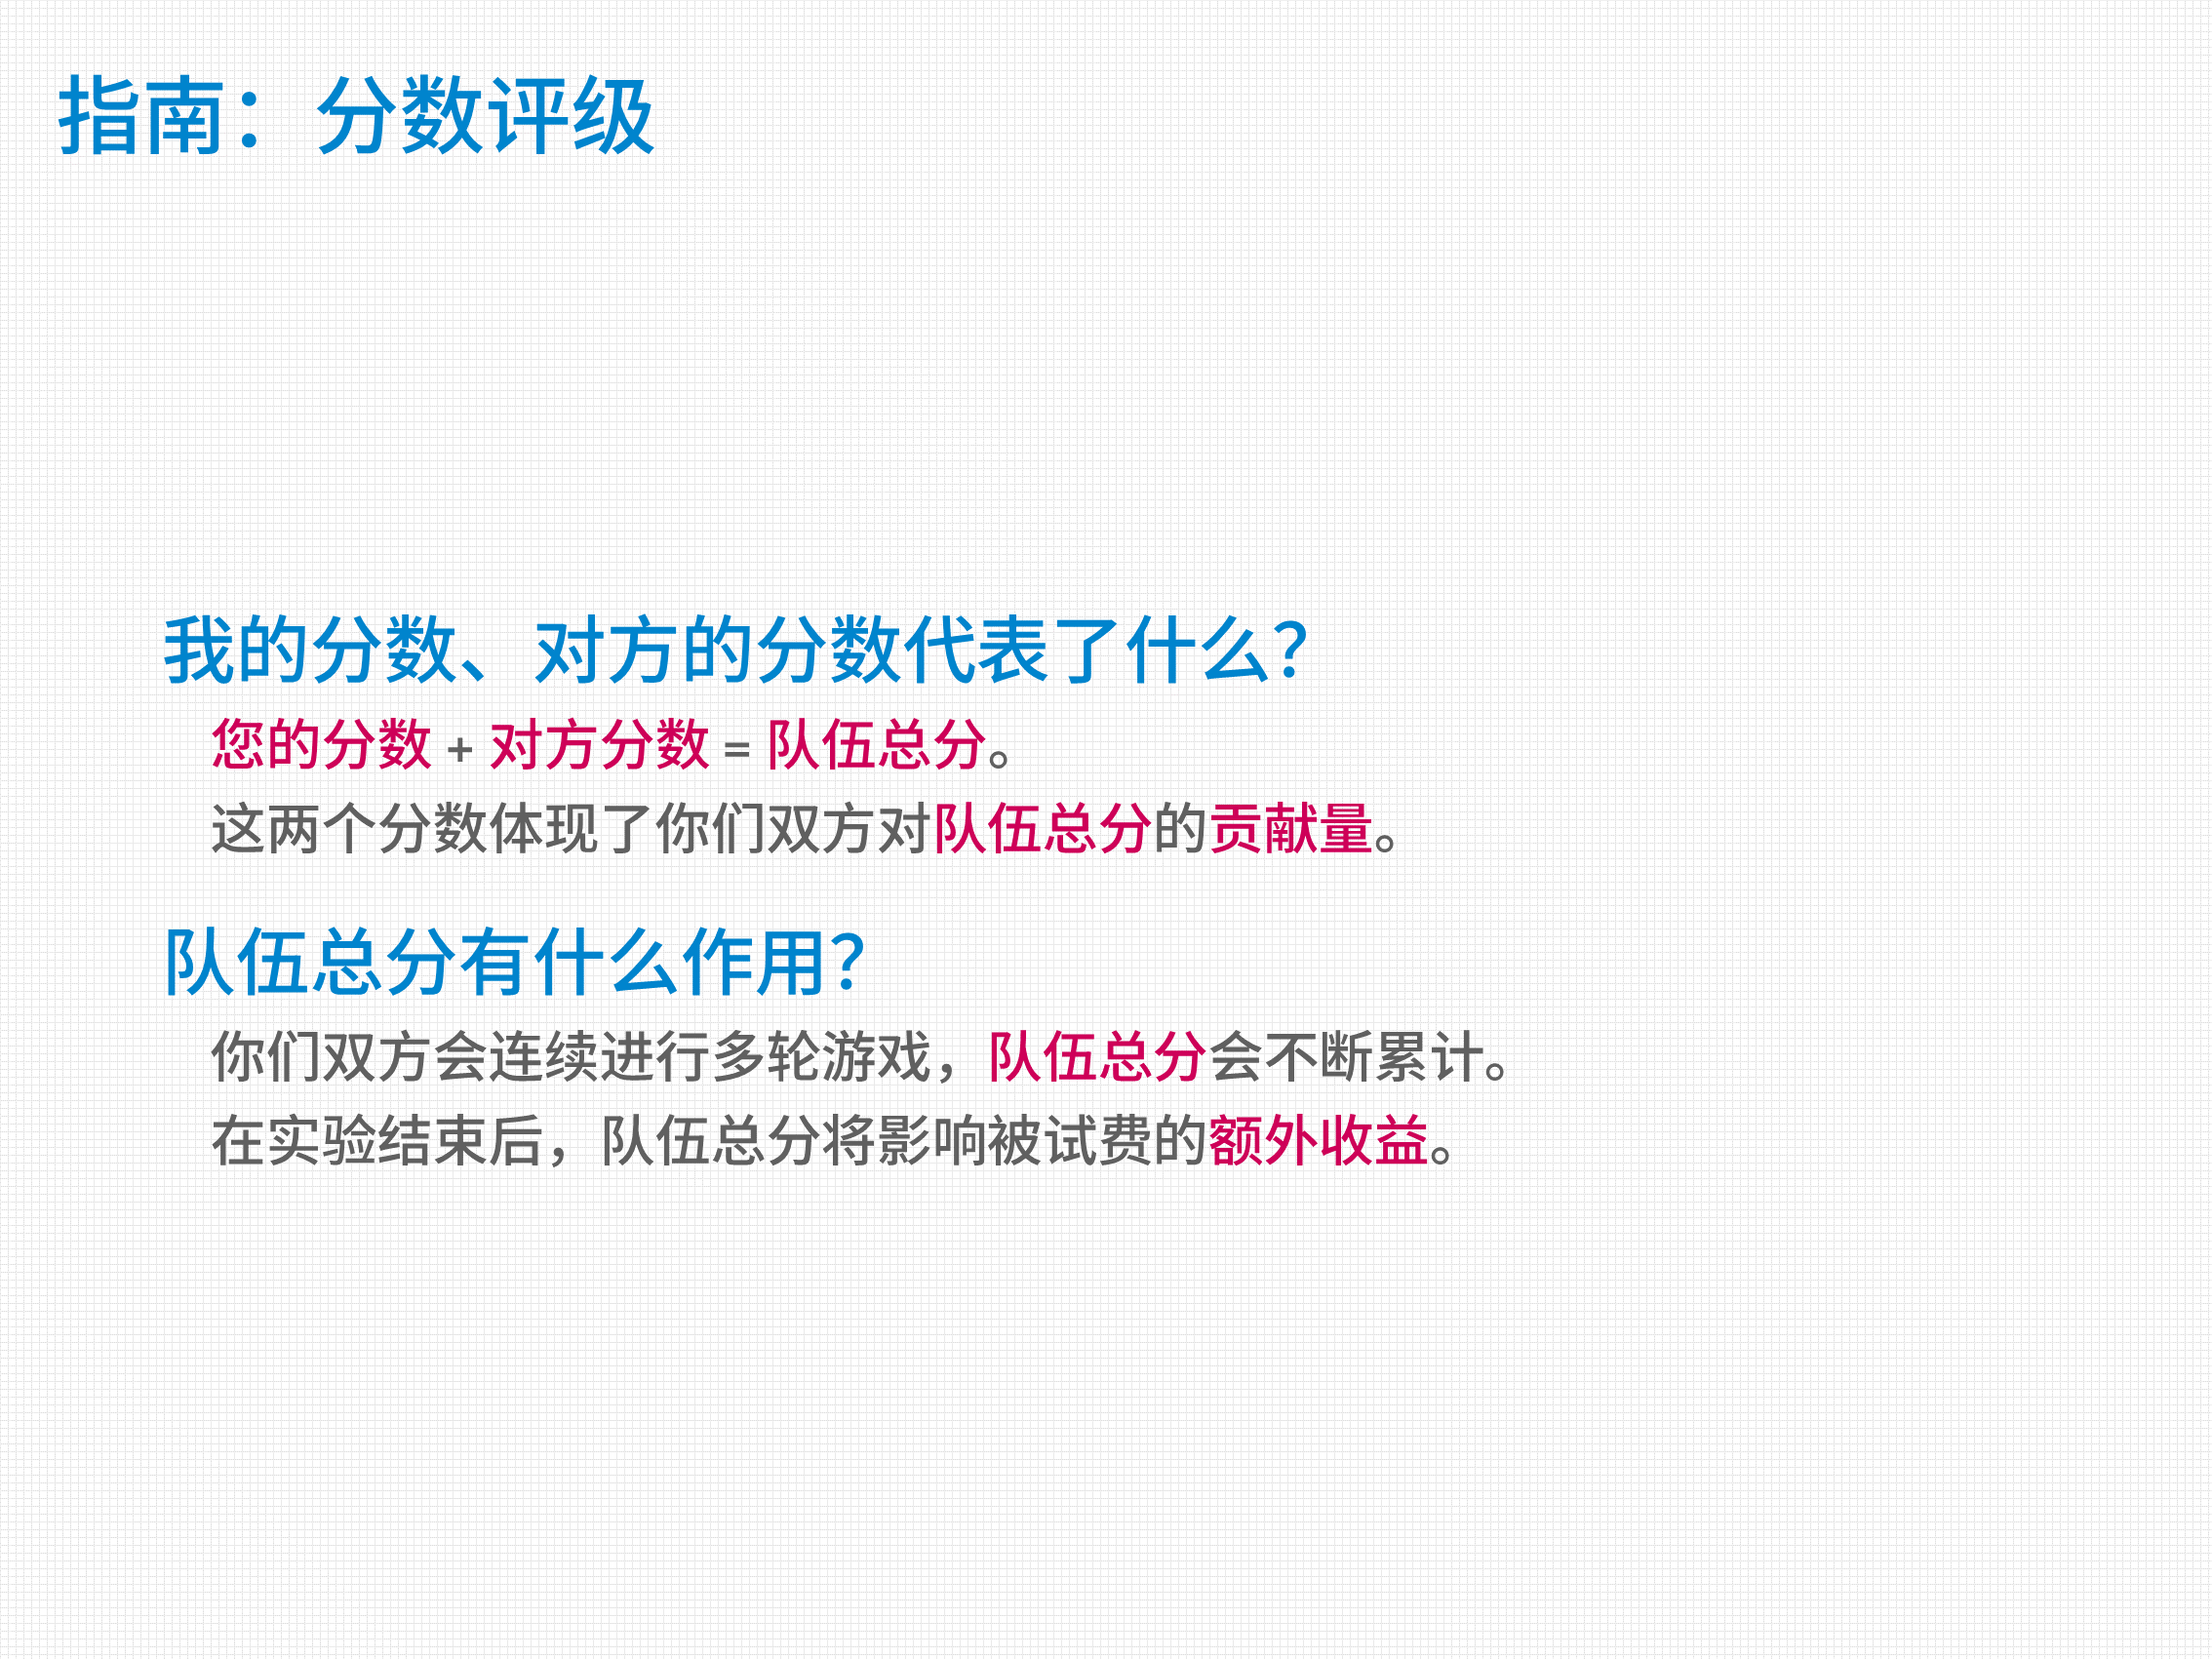 指南：分数评级
我的分数、对方的分数代表了什么？
您的分数 + 对方分数 = 队伍总分。
这两个分数体现了你们双方对队伍总分的贡献量。
队伍总分有什么作用？
你们双方会连续进行多轮游戏，队伍总分会不断累计。
在实验结束后，队伍总分将影响被试费的额外收益。